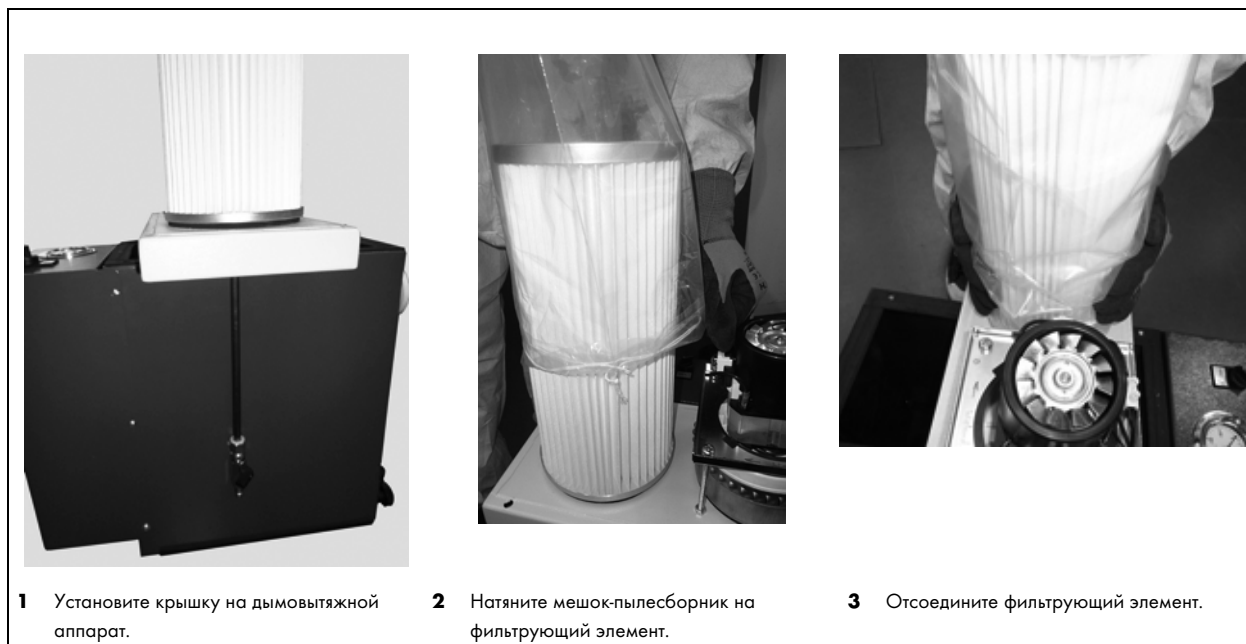 1 Установите крышку на дымовытяжной
аппарат.
2 Натяните мешок-пылесборник на
фильтрующий элемент.
3 Отсоедините фильтрующий элемент.